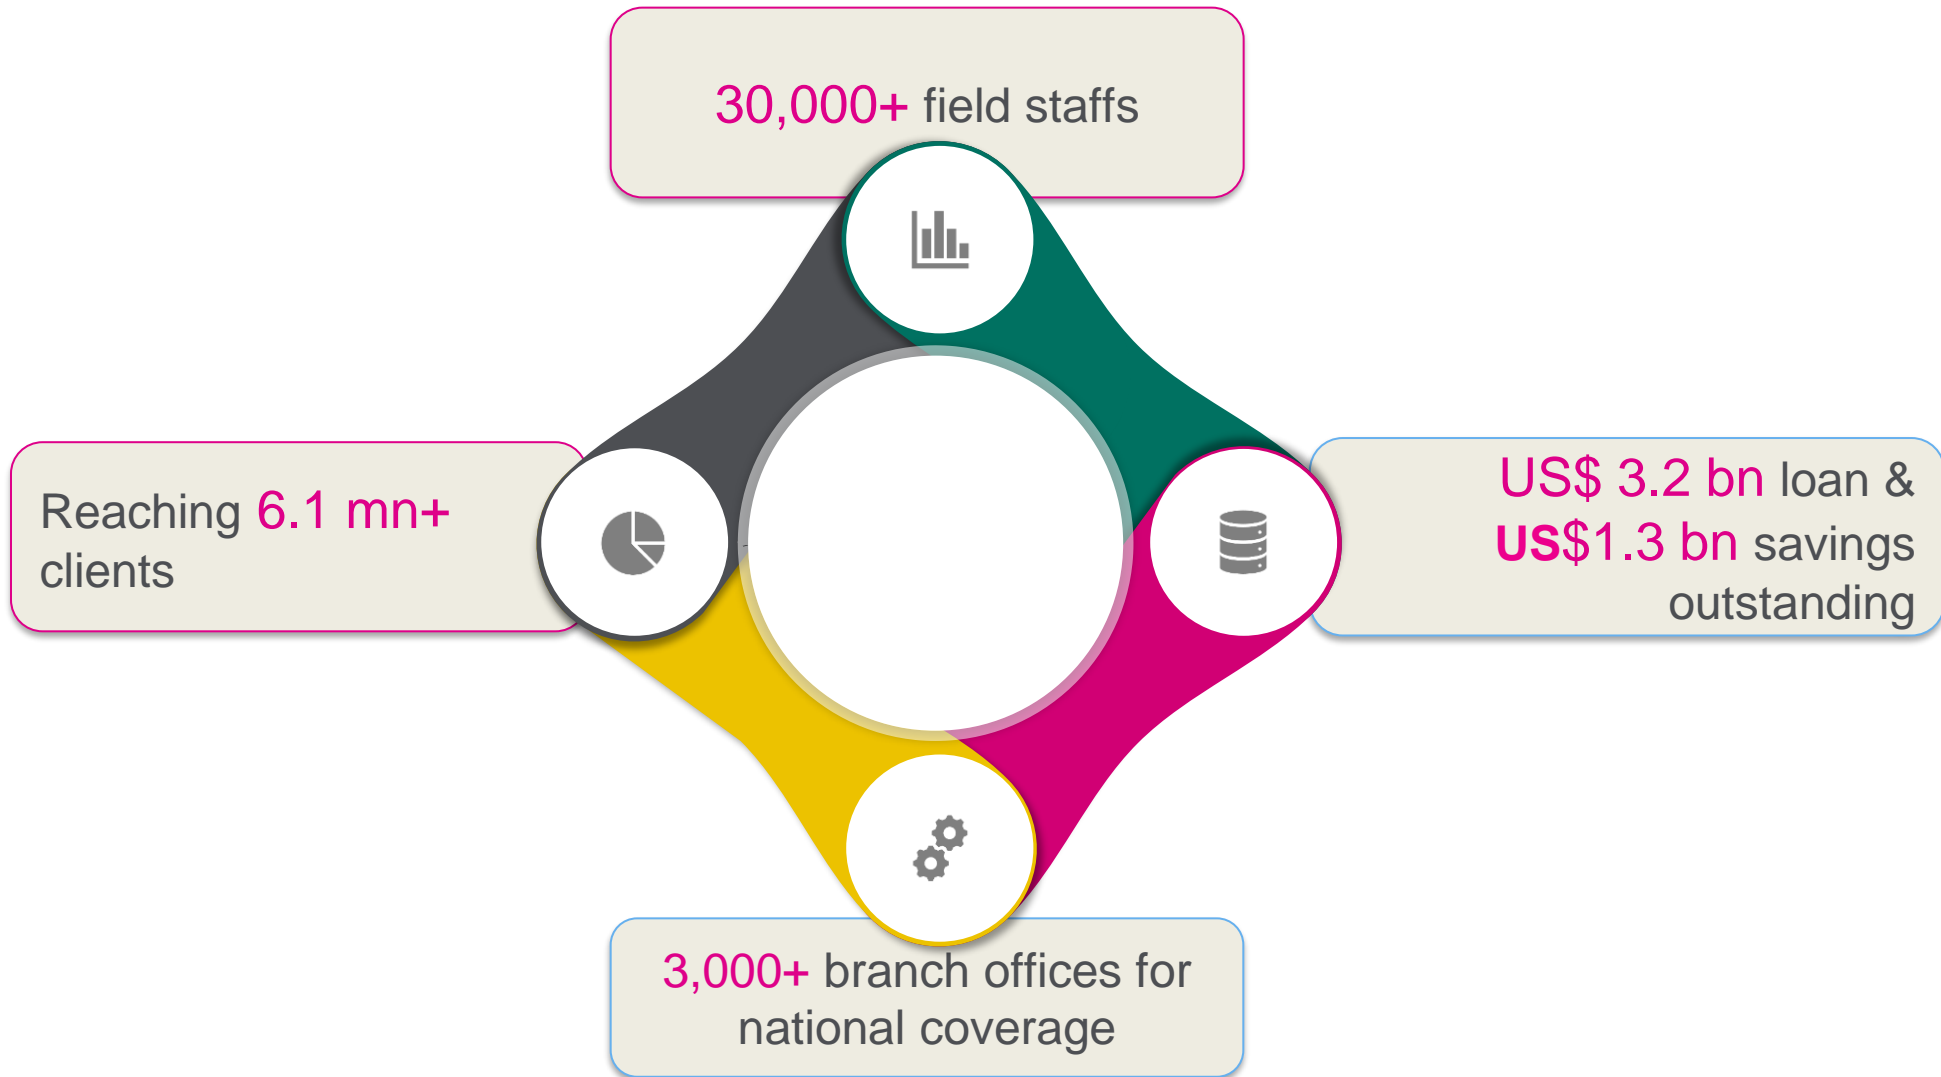 30,000+ field staffs
Reaching 6.1 mn+
clients
US$ 3.2 bn loan &
US$1.3 bn savings
outstanding
3,000+ branch offices for
national coverage